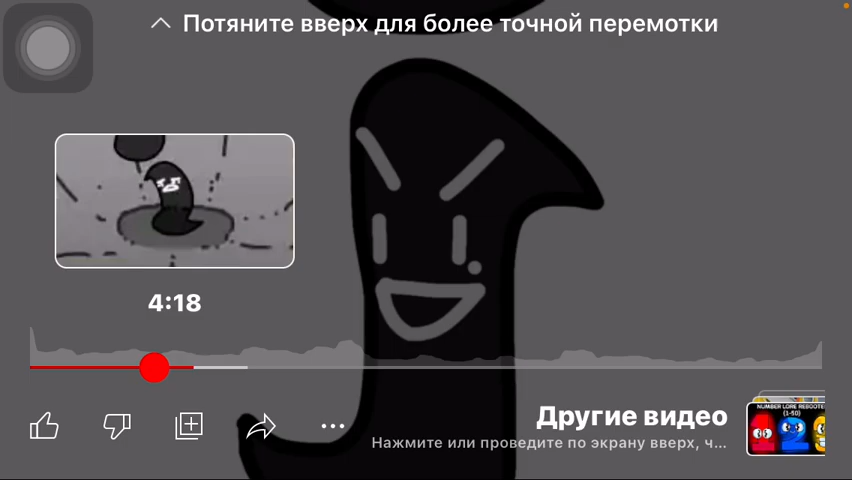 Потяните вверх для более точной перемотки
4:18
Другие видео
Нажмите или проведите по экрану вверх, ч...
NUMBER LORE REBOOTE
(1-50)